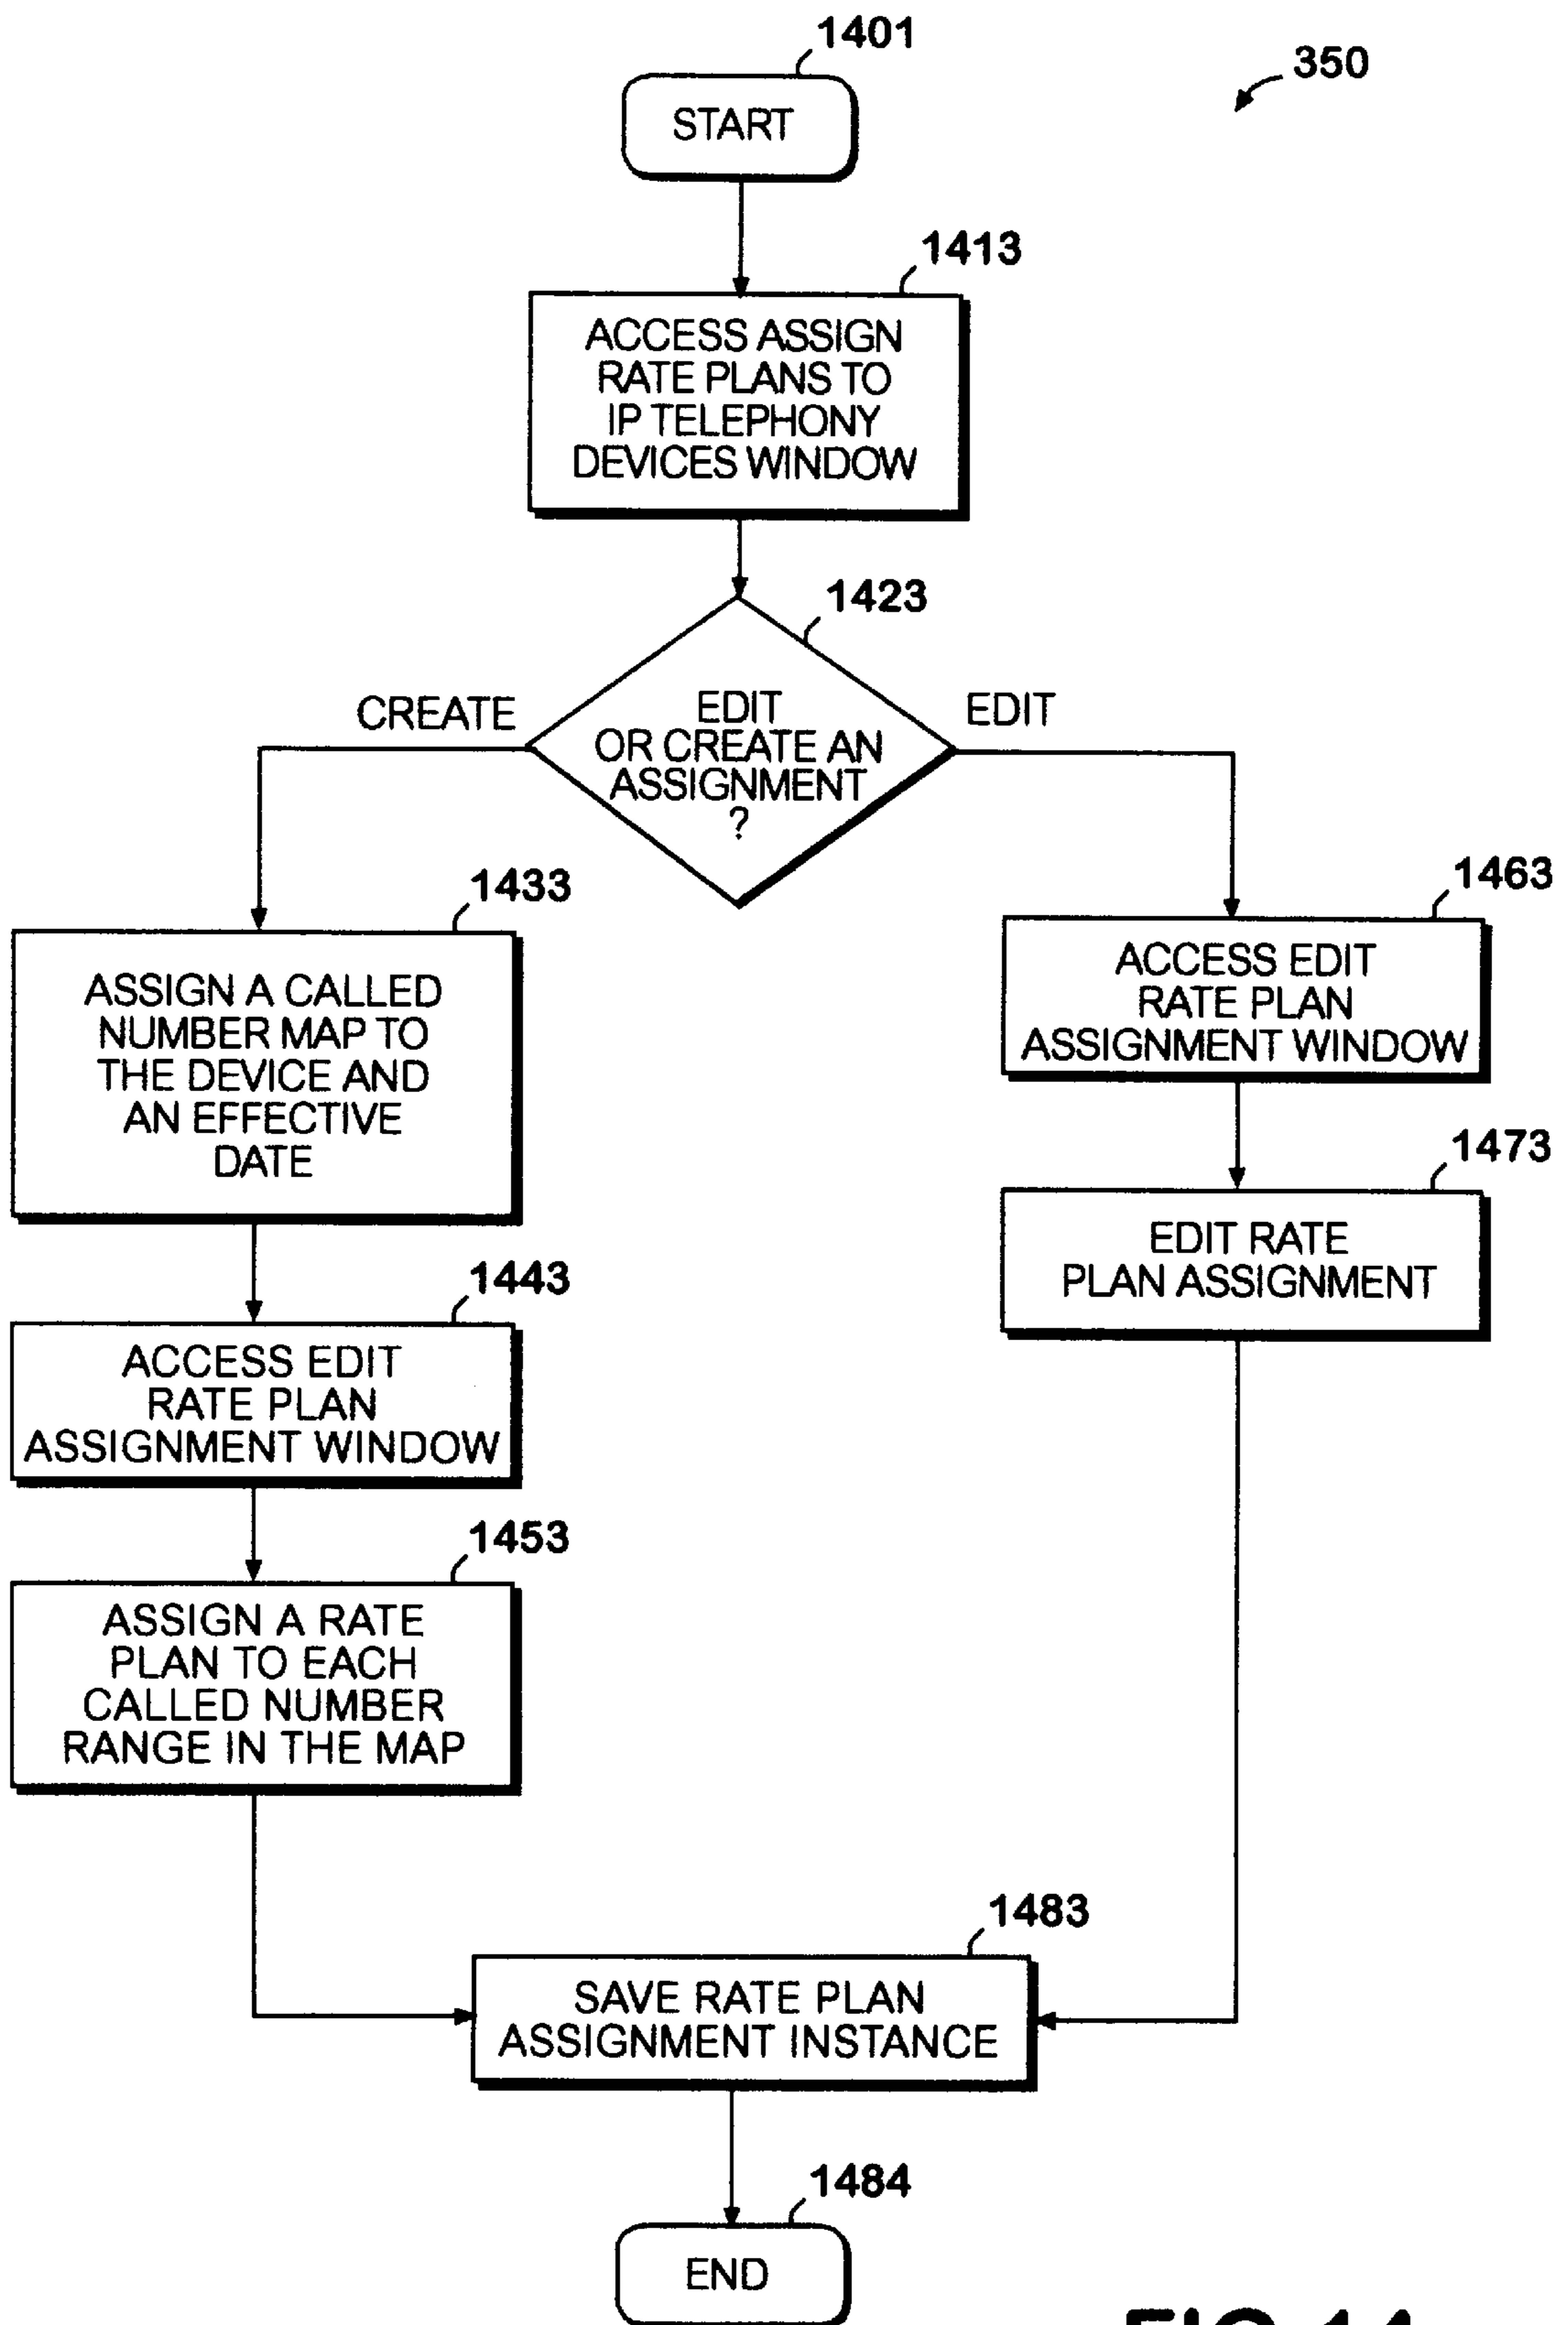 1401
350
START
1413
ACCESS ASSIGN
RATE PLANS TO
IP TELEPHONY
DEVICES WINDOW
1423
CREATE
EDIT
OR CREATE AN
ASSIGNMENT
?
EDIT
1433
ASSIGN A CALLED
NUMBER MAP TO
THE DEVICE AND
AN EFFECTIVE
DATE
1463
ACCESS EDIT
RATE PLAN
ASSIGNMENT WINDOW
1473
EDIT RATE
PLAN ASSIGNMENT
1443
ACCESS EDIT
RATE PLAN
ASSIGNMENT WINDOW
1453
ASSIGN A RATE
PLAN TO EACH
CALLED NUMBER
RANGE IN THE MAP
1483
SAVE RATE PLAN
ASSIGNMENT INSTANCE
1484
END